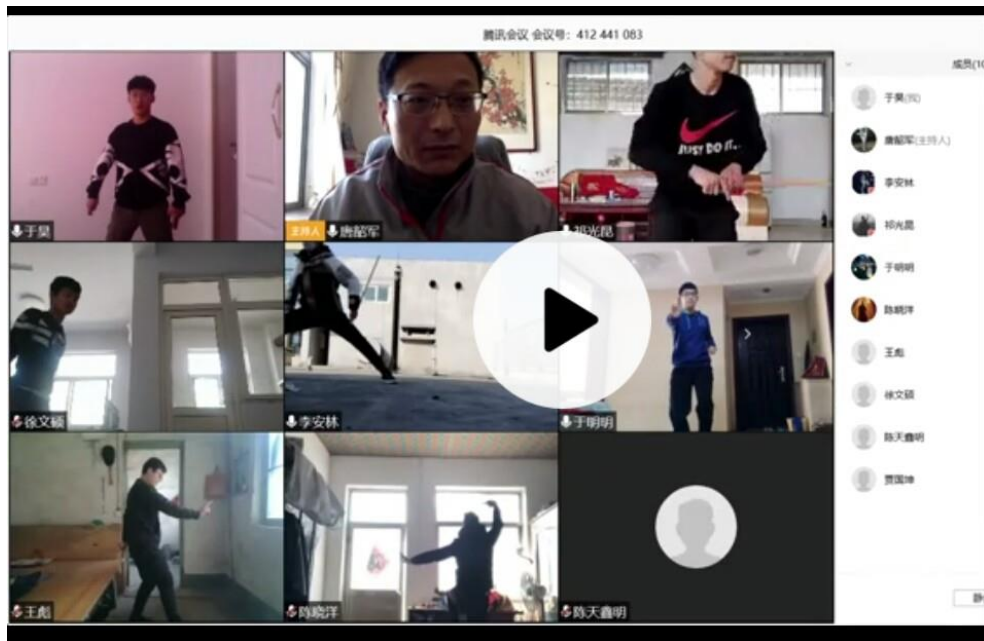 腾讯会议 会议号：412 441 083
成员(10
于昊(我)
唐韶军(主持人)
李安林
祁光昆
于明明
陈晓洋
王彪
徐文硕
陈天鑫明
贾国坤
于昊
主持人 唐韶军
祁光昆
JUST DO IT.
徐文硕
李安林
于明明
王彪
陈晓洋
陈天鑫明
静